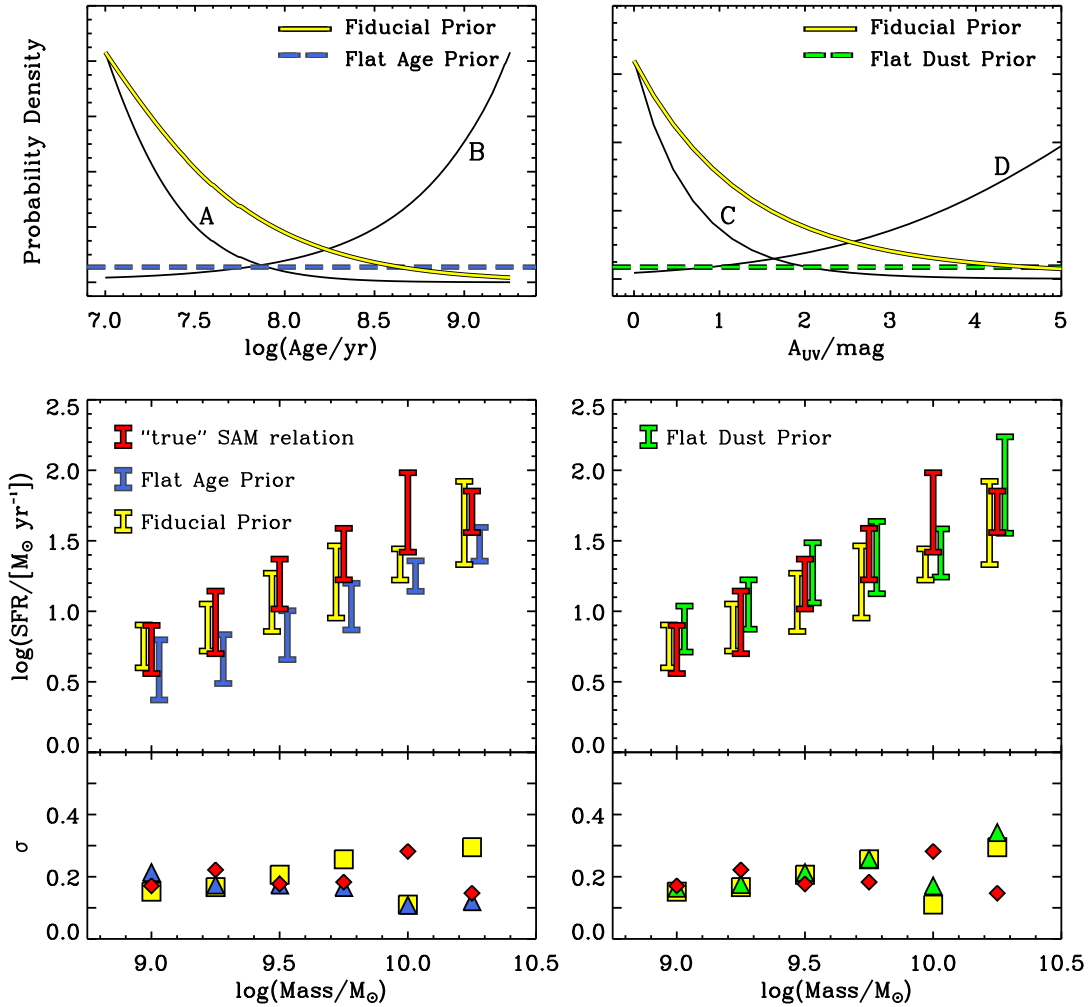 Probability Density
Fiducial Prior
Flat Age Prior
A
B
7.0 7.5 8.0 8.5 9.0
log(Age/yr)
Fiducial Prior
Flat Dust Prior
C
D
0 1 2 3 4 5
A_UV/mag
log(SFR/[M⊙ yr⁻¹])
2.5
2.0
1.5
1.0
0.5
0.0
"true" SAM relation
Flat Age Prior
Fiducial Prior
2.5
2.0
1.5
1.0
0.5
0.0
Flat Dust Prior
σ
0.4
0.2
0.0
9.0 9.5 10.0 10.5
log(Mass/M⊙)
0.4
0.2
0.0
9.0 9.5 10.0 10.5
log(Mass/M⊙)